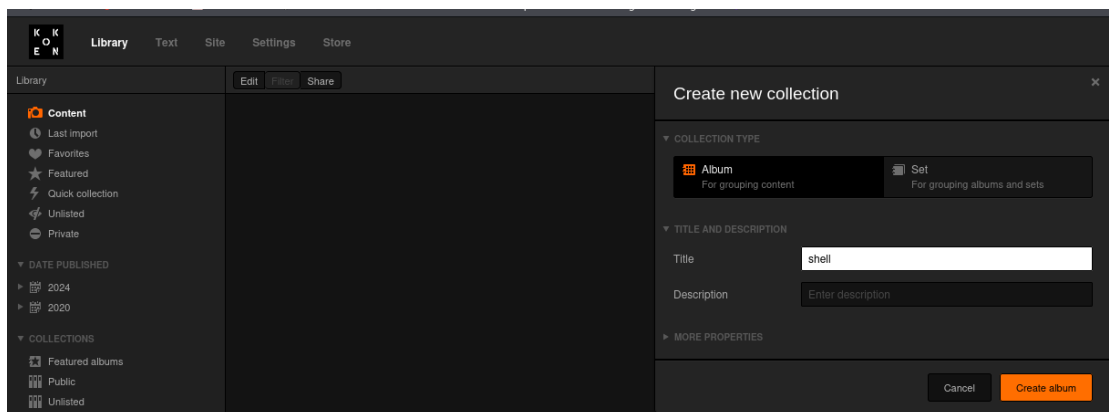 K K
O
E N
Library Text Site Settings Store
Library
Edit Filter Share
Content
Last import
Favorites
Featured
Quick collection
Unlisted
Private
DATE PUBLISHED
2024
2020
COLLECTIONS
Featured albums
Public
Unlisted
Create new collection
×
COLLECTION TYPE
Album
For grouping content
Set
For grouping albums and sets
TITLE AND DESCRIPTION
Title shell
Description Enter description
MORE PROPERTIES
Cancel Create album